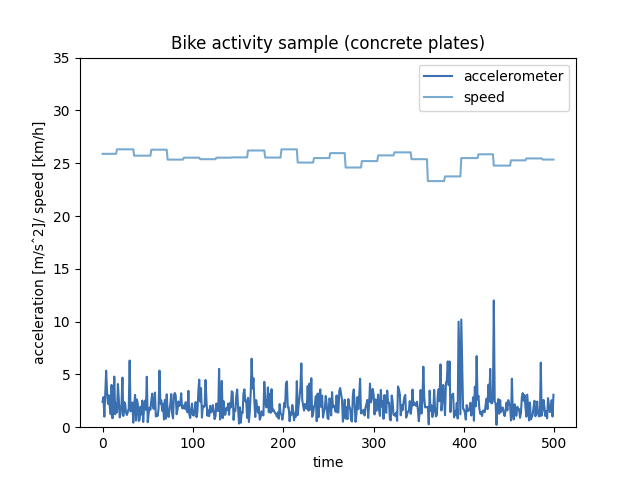 Bike activity sample (concrete plates)
accelerometer
speed
acceleration [m/sˆ2]/ speed [km/h]
35
30
25
20
15
10
5
0
0 100 200 300 400 500
time